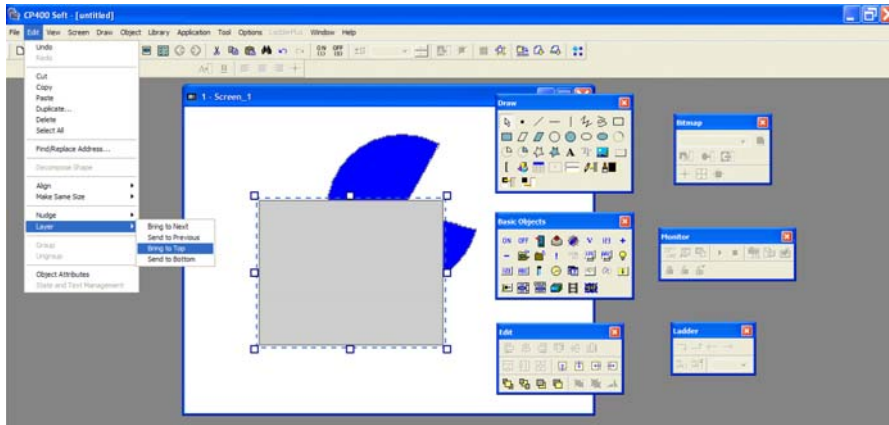 CP400 Soft - [untitled]
File Edit View Screen Draw Object Library Application Tool Options LadderPlus Window Help
Undo
Redo
Cut
Copy
Paste
Duplicate...
Delete
Select All
Find/Replace Address...
Decompose Shape
Align
Make Same Size
Nudge
Layer
Group
Ungroup
Object Attributes
State and Text Management
Bring to Next
Send to Previous
Bring to Top
Send to Bottom
1 - Screen_1
Draw
A
Bitmap
Basic Objects
ON OFF
Monitor
Edit
Ladder